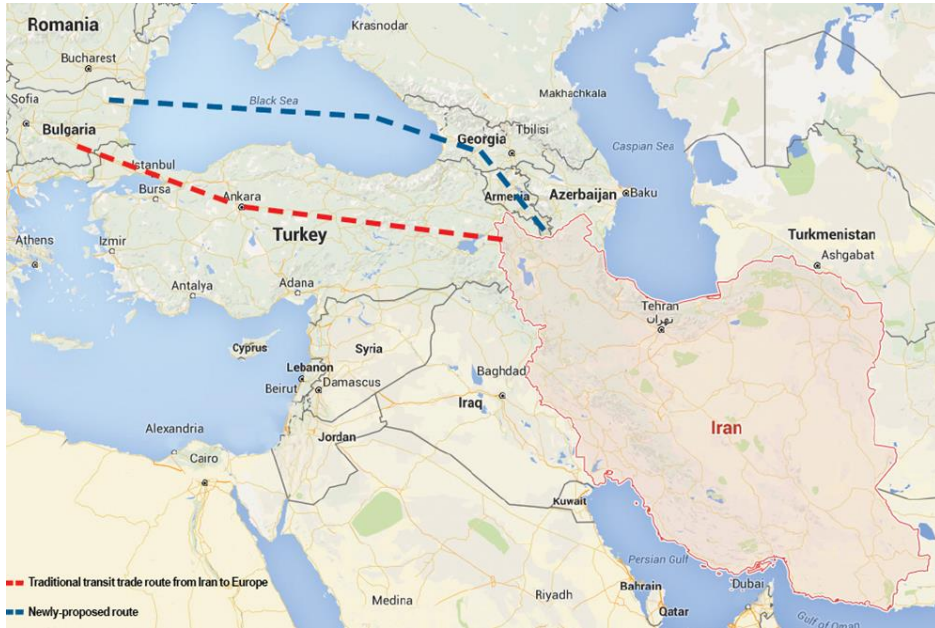 Romania
Krasnodar
Bucharest
Sofia
Black Sea
Makhachkala
Bulgaria
Georgia
Tbilisi
Caspian Sea
Istanbul
Bursa
Ankara
Armenia
Azerbaijan
Baku
Turkey
Turkmenistan
Athens
Izmir
Ashgabat
Antalya
Adana
Tehran
تهران
Cyprus
Syria
Lebanon
Beirut
Damascus
Baghdad
Iraq
Iran
Alexandria
Jordan
Cairo
Kuwait
Persian Gulf
Traditional transit trade route from Iran to Europe
Bahrain
Dubai
Medina
Riyadh
Newly-proposed route
Qatar
Gulf of Oman